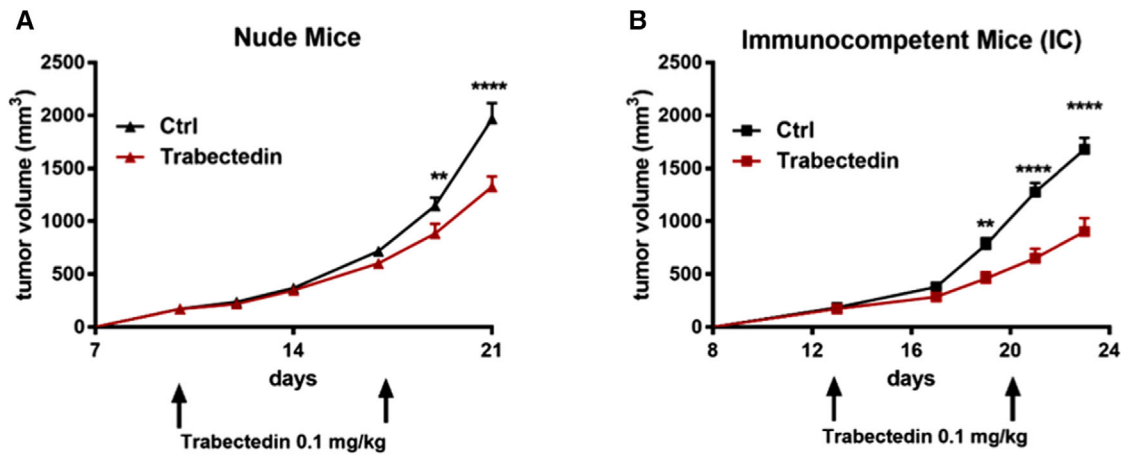 A
Nude Mice
tumor volume (mm³)
2500
2000
1500
1000
500
0
Ctrl
Trabectedin
**
****
7
14
21
days
Trabectedin 0.1 mg/kg
B
Immunocompetent Mice (IC)
tumor volume (mm³)
2500
2000
1500
1000
500
0
Ctrl
Trabectedin
**
****
****
8
12
16
20
24
days
Trabectedin 0.1 mg/kg